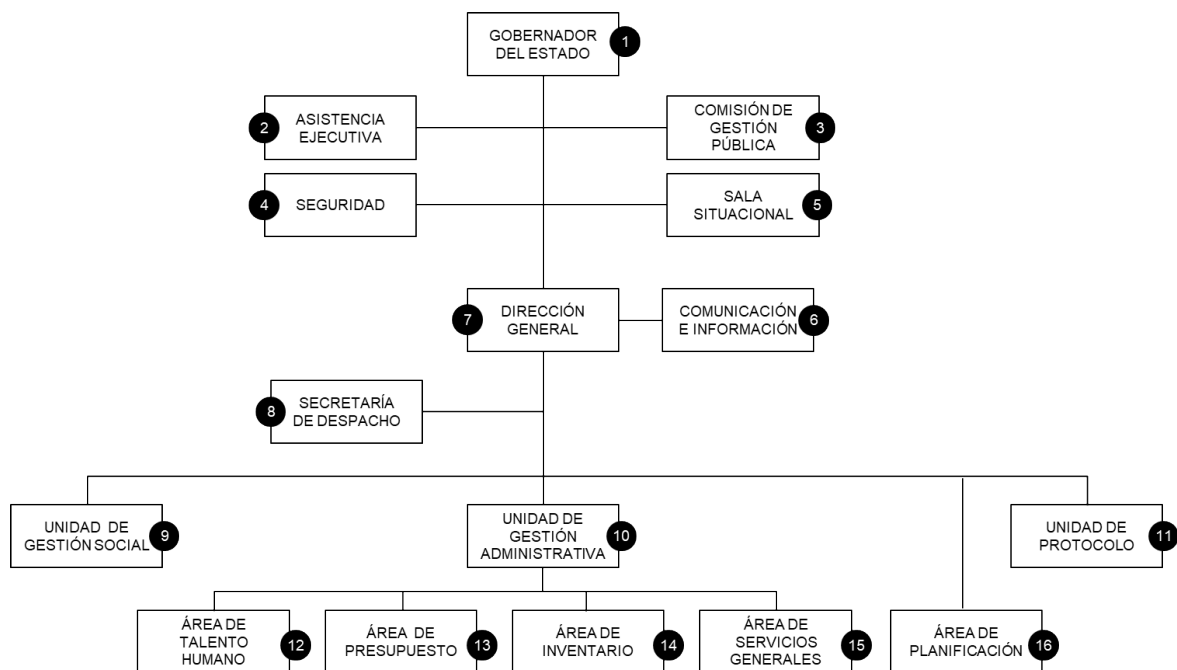 GOBERNADOR
DEL ESTADO
1
2
ASISTENCIA
EJECUTIVA
COMISIÓN DE
GESTIÓN
PÚBLICA
3
4
SEGURIDAD
SALA
SITUACIONAL
5
7
DIRECCIÓN
GENERAL
COMUNICACIÓN
E INFORMACIÓN
6
8
SECRETARÍA
DE DESPACHO
UNIDAD DE
GESTIÓN SOCIAL
9
UNIDAD DE
GESTIÓN
ADMINISTRATIVA
10
UNIDAD DE
PROTOCOLO
11
ÁREA DE
TALENTO
HUMANO
12
ÁREA DE
PRESUPUESTO
13
ÁREA DE
INVENTARIO
14
ÁREA DE
SERVICIOS
GENERALES
15
ÁREA DE
PLANIFICACIÓN
16